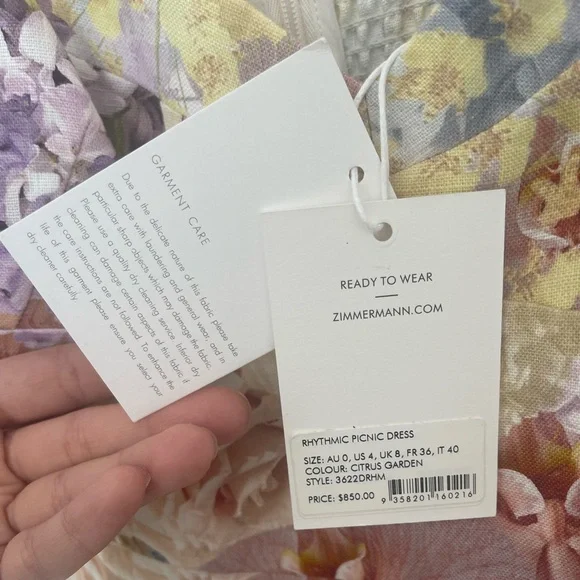 GARMENT CARE
Due to the delicate nature of this fabric please take
extra care with laundering and general wear, and in
particular sharp objects which may damage the fabric.
Please use a quality dry cleaning service. Inferior dry
cleaning can damage certain aspects of this fabric if
the care instructions are not followed. To enhance the
life of this garment please ensure you select your
dry cleaner carefully.
READY TO WEAR
ZIMMERMANN.COM
RHYTHMIC PICNIC DRESS
SIZE: AU 0, US 4, UK 8, FR 36, IT 40
COLOUR: CITRUS GARDEN
STYLE: 3622DRHM
PRICE: $850.00
9 358201 160216